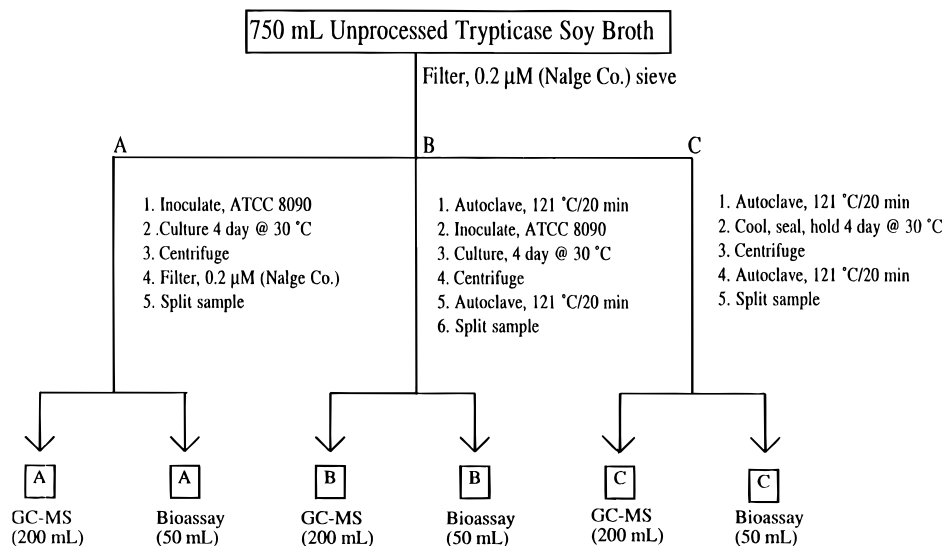 750 mL Unprocessed Trypticase Soy Broth
Filter, 0.2 μM (Nalge Co.) sieve
A
B
C
1. Inoculate, ATCC 8090
2 .Culture 4 day @ 30 ˚C
3. Centrifuge
4. Filter, 0.2 μM (Nalge Co.)
5. Split sample
1. Autoclave, 121 ˚C/20 min
2. Inoculate, ATCC 8090
3. Culture, 4 day @ 30 ˚C
4. Centrifuge
5. Autoclave, 121 ˚C/20 min
6. Split sample
1. Autoclave, 121 ˚C/20 min
2. Cool, seal, hold 4 day @ 30 ˚C
3. Centrifuge
4. Autoclave, 121 ˚C/20 min
5. Split sample
A
GC-MS
(200 mL)
A
Bioassay
(50 mL)
B
GC-MS
(200 mL)
B
Bioassay
(50 mL)
C
GC-MS
(200 mL)
C
Bioassay
(50 mL)